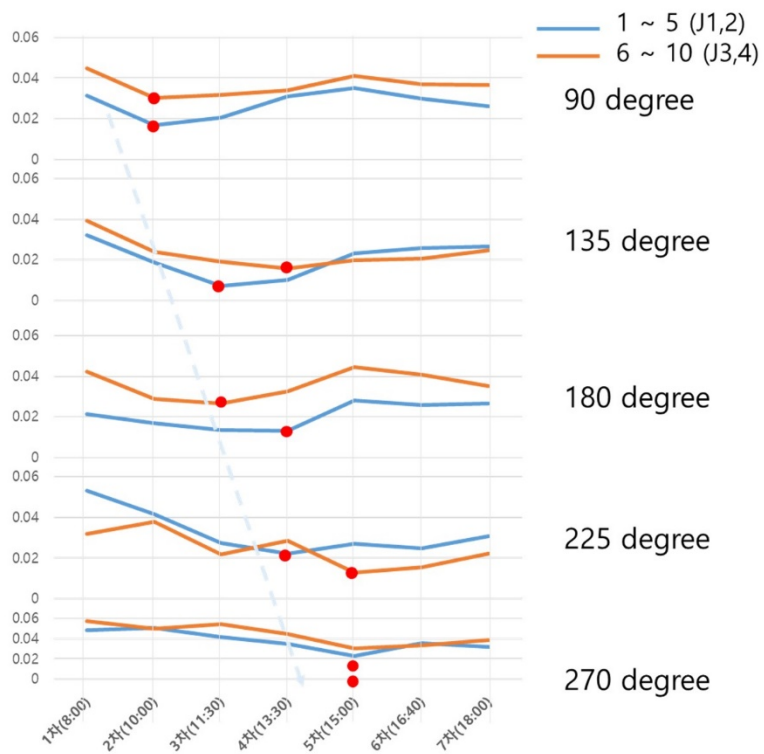 1 ~ 5 (J1,2)
6 ~ 10 (J3,4)
0.06
0.04
0.02
0
90 degree
0.06
0.04
0.02
0
135 degree
0.06
0.04
0.02
0
180 degree
0.06
0.04
0.02
0
225 degree
0.06
0.04
0.02
0
270 degree
1차(8:00)
2차(10:00)
3차(11:30)
4차(13:30)
5차(15:00)
6차(16:40)
7차(18:00)